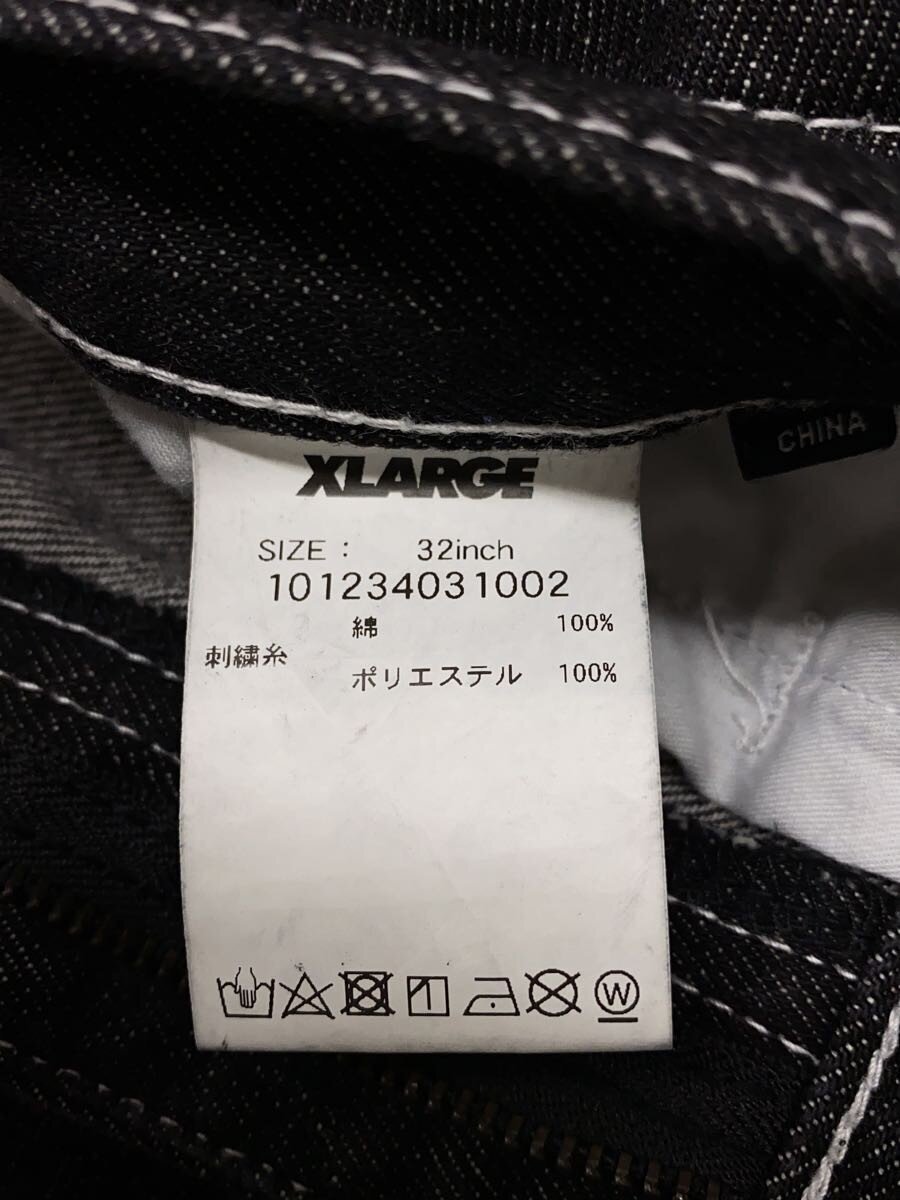 CHINA
XLARGE
SIZE : 32inch
101234031002
綿 100%
刺繍糸
ポリエステル 100%
W